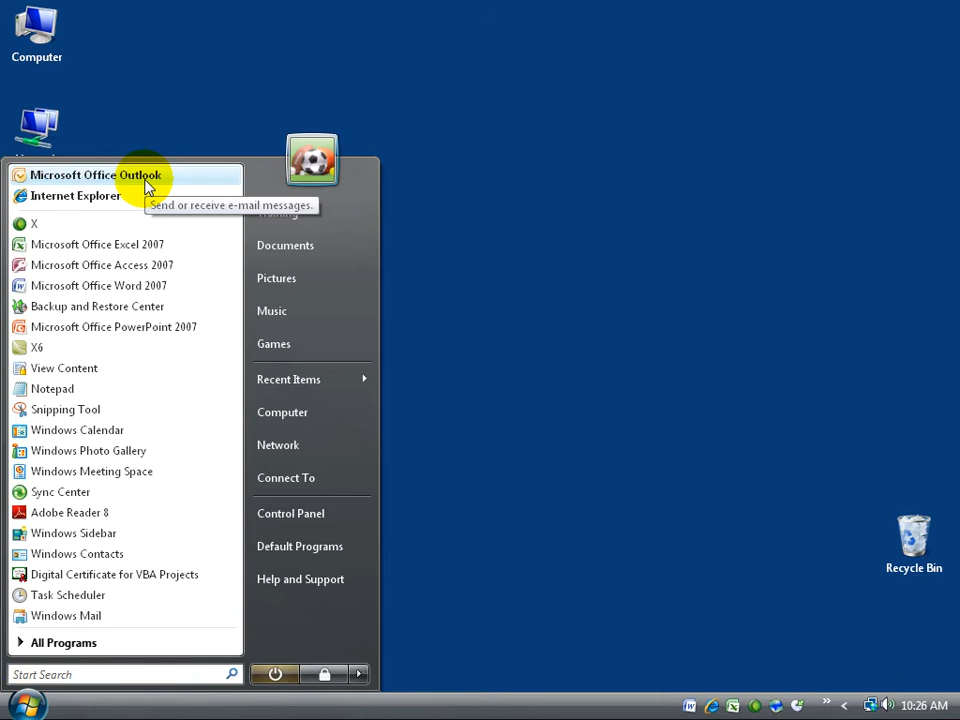 Computer
Microsoft Office Outlook
Internet Explorer
Send or receive e-mail messages.
Training
X
Microsoft Office Excel 2007
Microsoft Office Access 2007
Microsoft Office Word 2007
Backup and Restore Center
Microsoft Office PowerPoint 2007
X6
View Content
Notepad
Snipping Tool
Windows Calendar
Windows Photo Gallery
Windows Meeting Space
Sync Center
Adobe Reader 8
Windows Sidebar
Windows Contacts
Digital Certificate for VBA Projects
Task Scheduler
Windows Mail
All Programs
Start Search
Documents
Pictures
Music
Games
Recent Items
Computer
Network
Connect To
Control Panel
Default Programs
Help and Support
Recycle Bin
10:26 AM